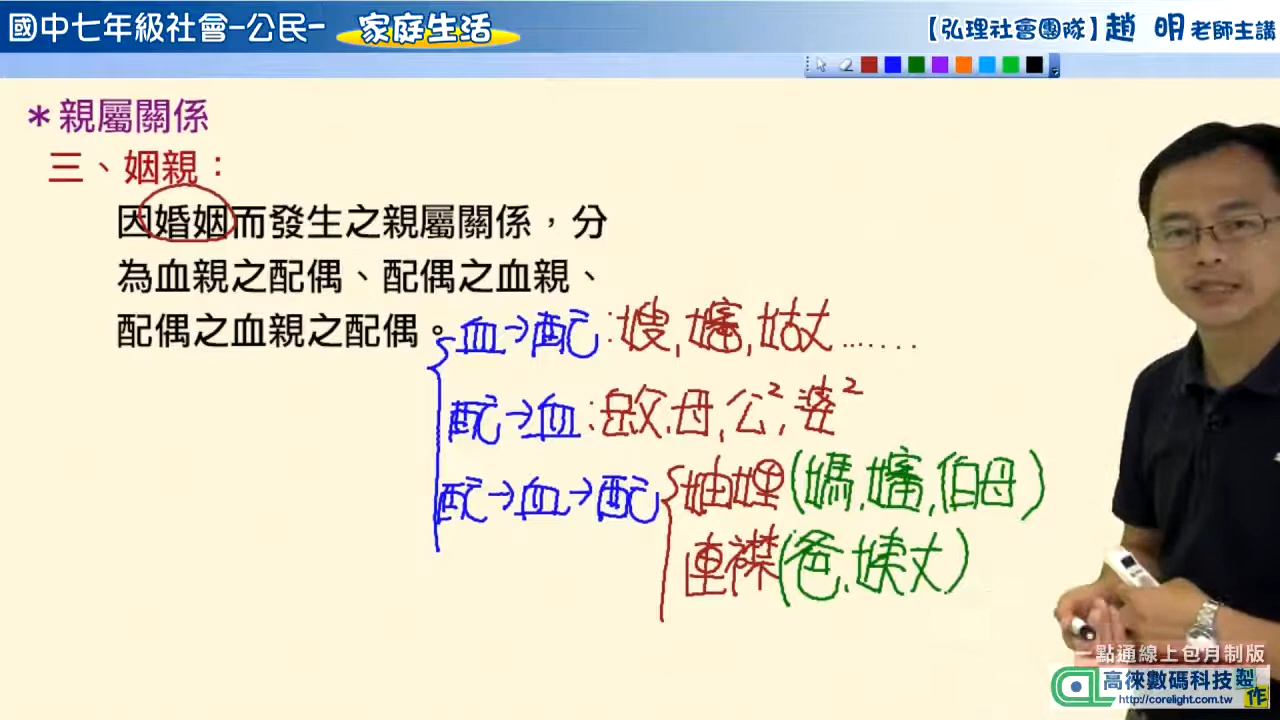 國中七年級社會-公民- 家庭生活
【弘理社會團隊】趙 明 老師主講
＊親屬關係
三、姻親：
因婚姻而發生之親屬關係，分
為血親之配偶、配偶之血親、
配偶之血親之配偶。
血→配:嫂,嬸,姑丈......
配→血:岳父.母,公²,婆²
配→血→配
妯娌(媽,嬸,伯母)
連襟(爸,姨丈)
一點通線上包月制版
高徠數碼科技製作
http://corelight.com.tw